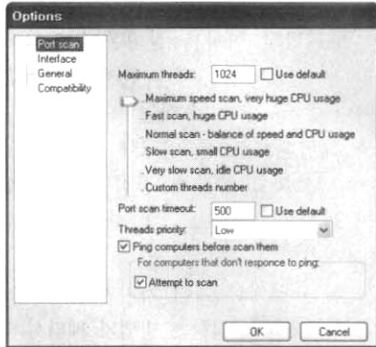 Options
Port scan
Interface
General
Compatibility
Maximum threads: 1024 Use default
Maximum speed scan, very huge CPU usage
Fast scan, huge CPU usage
Normal scan - balance of speed and CPU usage
Slow scan, small CPU usage
Very slow scan, idle CPU usage
Custom threads number
Port scan timeout: 500 Use default
Threads priority: Low
Ping computers before scan them
For computers that don't responce to ping:
Attempt to scan
OK Cancel